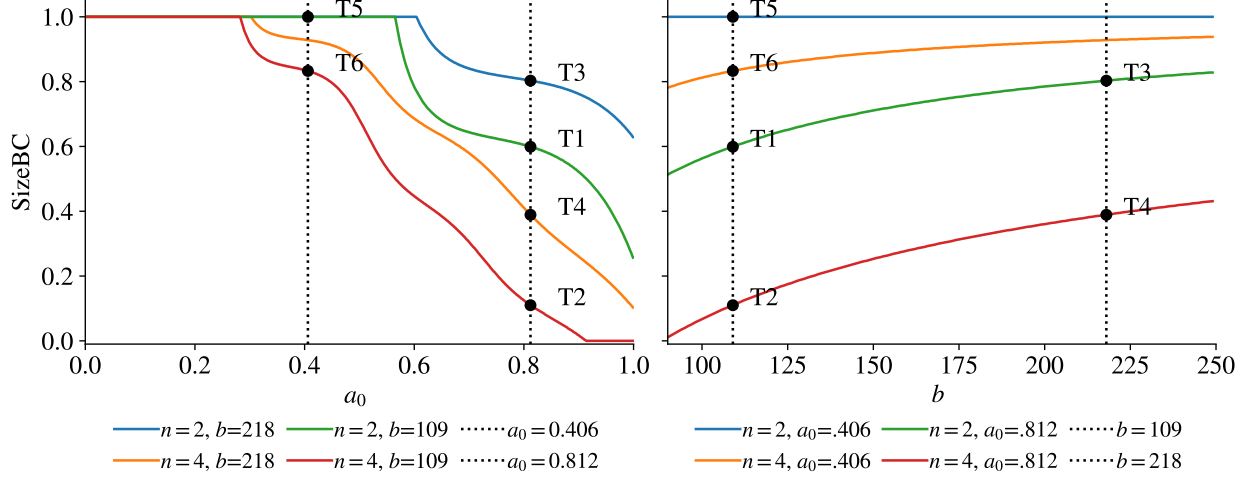 T5
T5
1.0
T6
T6
0.8
T3
T3
0.6
T1
T1
SizeBC
0.4
T4
T4
0.2
T2
T2
0.0
0.0 0.2 0.4 0.6 0.8 1.0
100 125 150 175 200 225 250
a₀
b
n = 2, b=218 n = 2, b=109 a₀ = 0.406
n = 4, b=218 n = 4, b=109 a₀ = 0.812
n = 2, a₀=.406 n = 2, a₀=.812 b = 109
n = 4, a₀=.406 n = 4, a₀=.812 b = 218